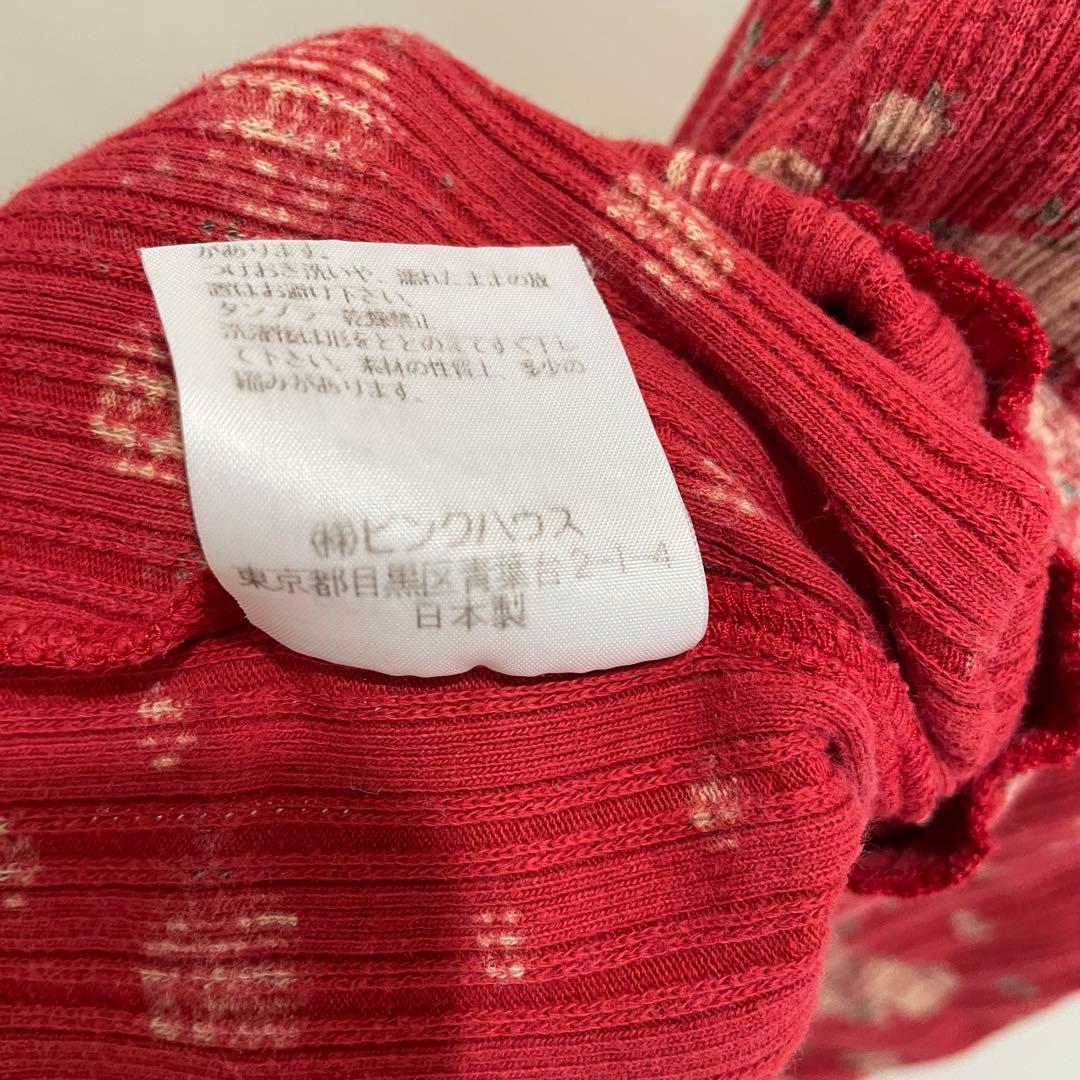 があります。
つけおき洗いや、濡れたままの放
置はお避け下さい。
タンブラー乾燥禁止
洗濯後は形をととのえてすぐ干し
て下さい。素材の性質上、多少の
縮みがあります。
㈱ピンクハウス
東京都目黒区青葉台2-1-4
日本製